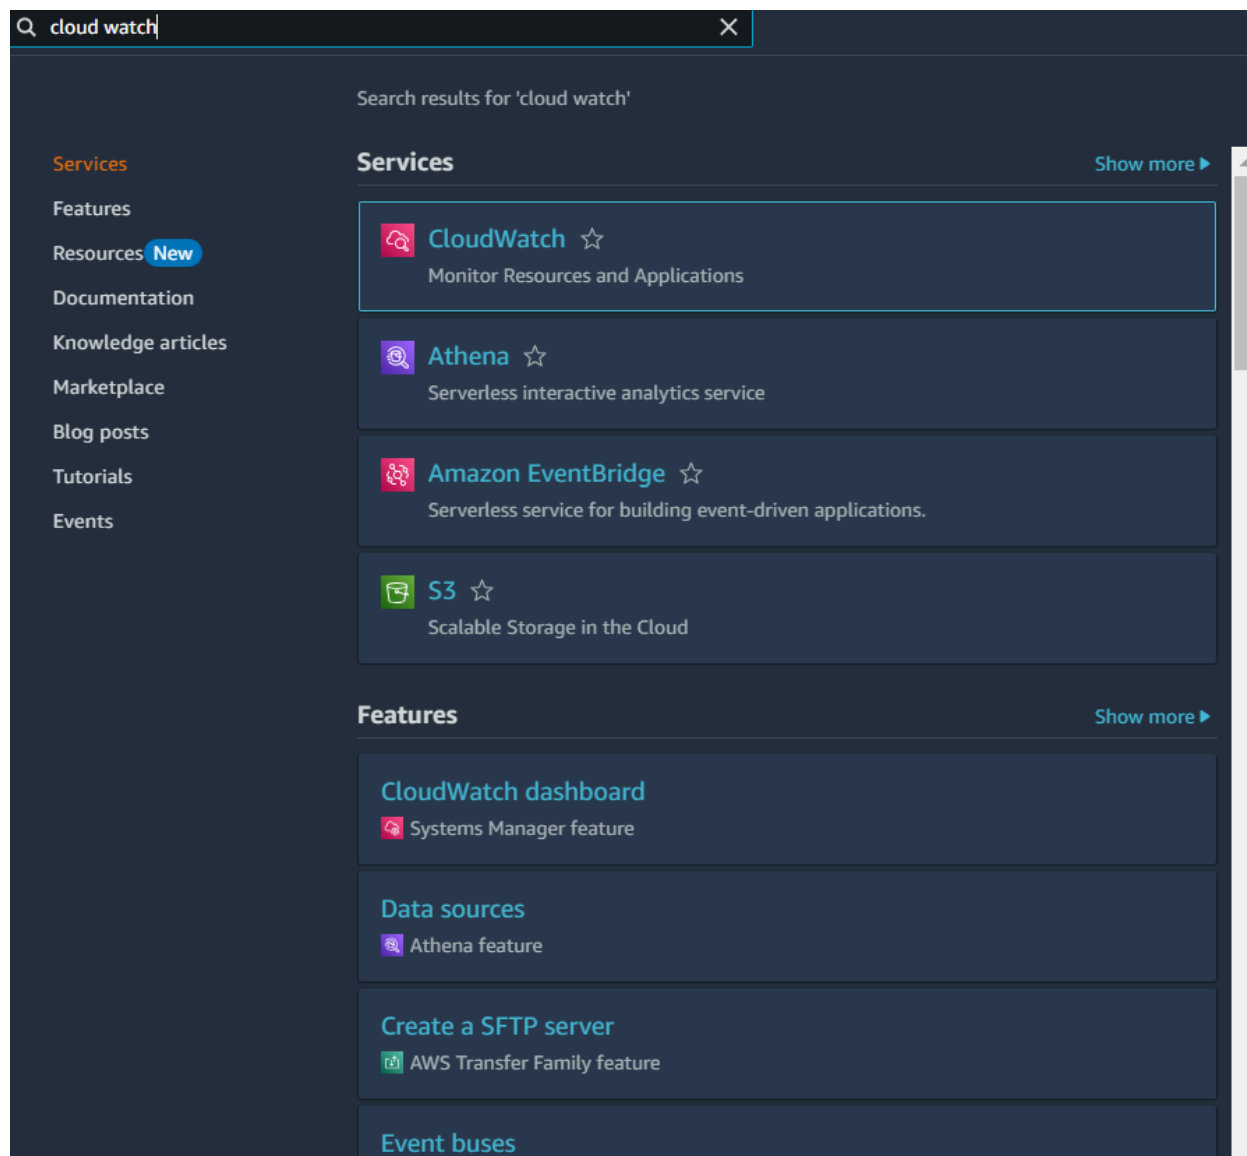 cloud watch
Search results for 'cloud watch'
Services
Features
Resources New
Documentation
Knowledge articles
Marketplace
Blog posts
Tutorials
Events
Services
Show more
CloudWatch
Monitor Resources and Applications
Athena
Serverless interactive analytics service
Amazon EventBridge
Serverless service for building event-driven applications.
S3
Scalable Storage in the Cloud
Features
Show more
CloudWatch dashboard
Systems Manager feature
Data sources
Athena feature
Create a SFTP server
AWS Transfer Family feature
Event buses